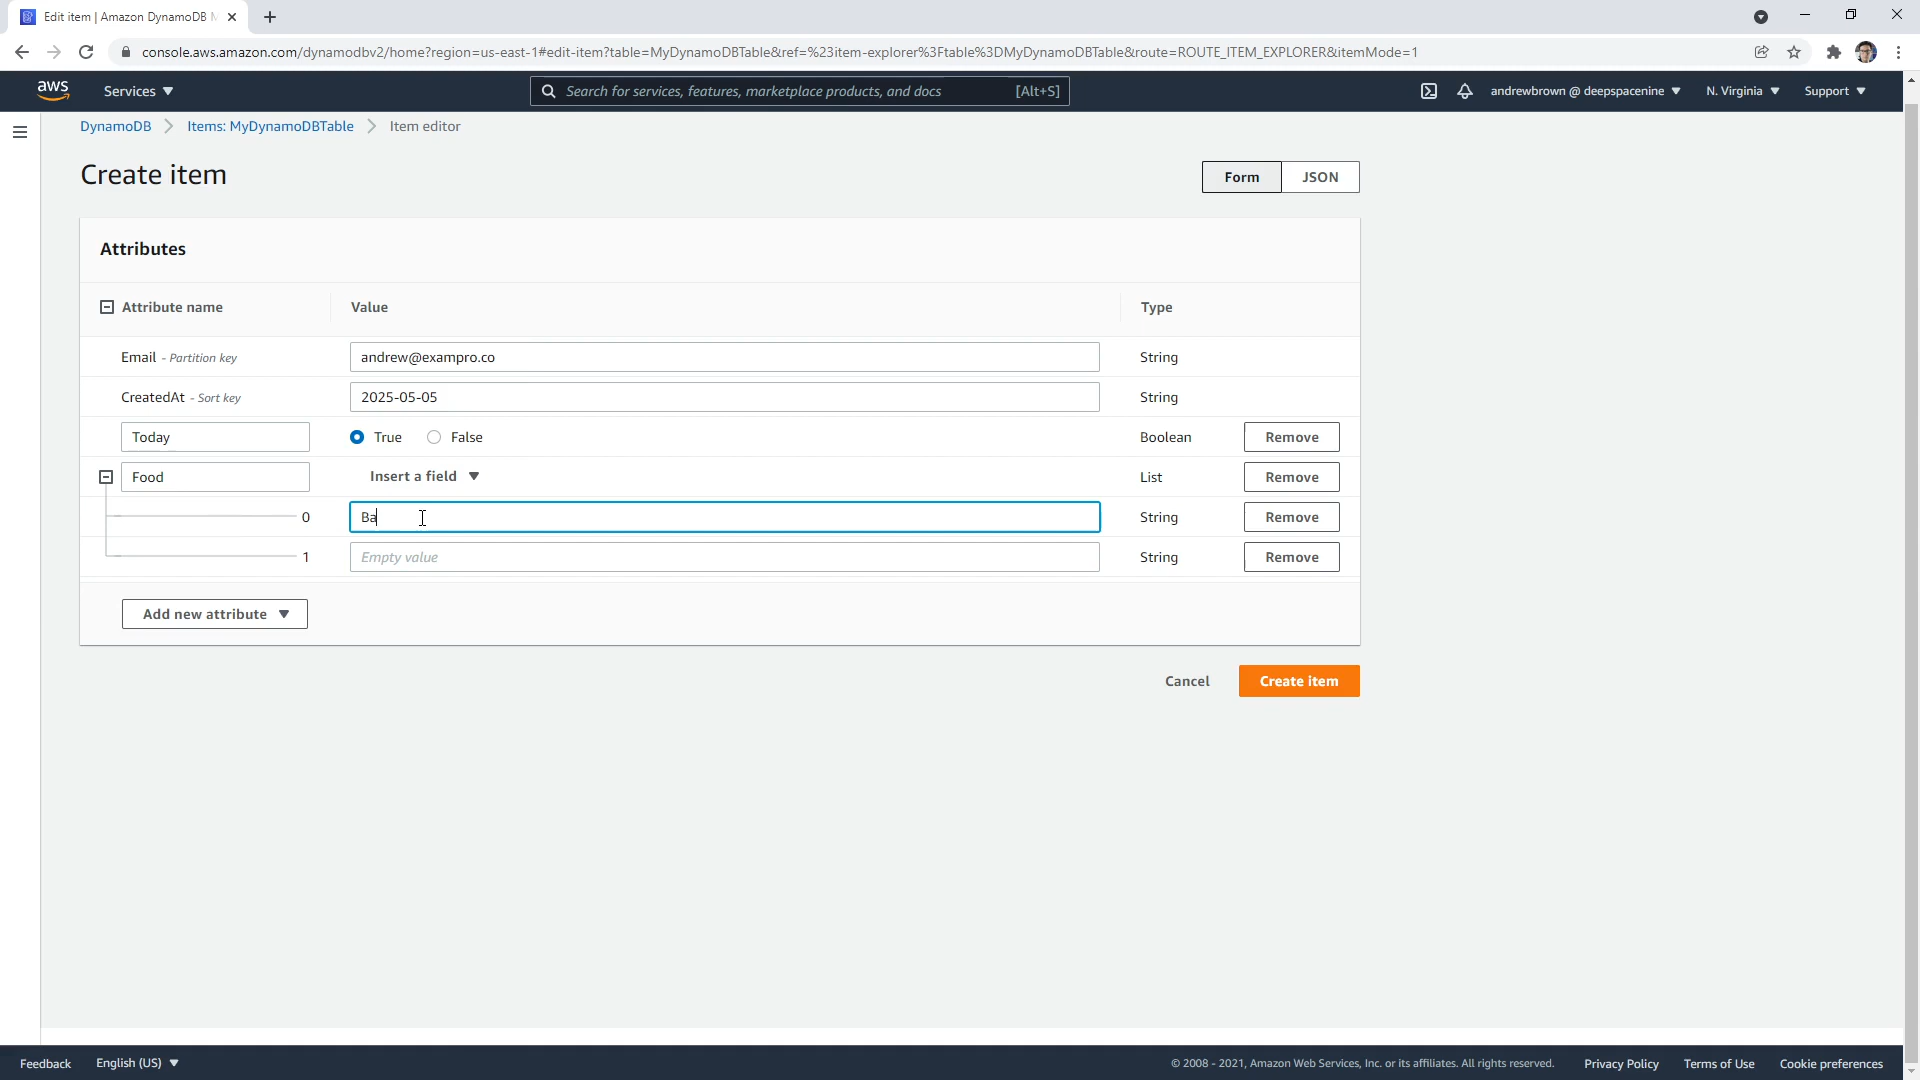 Edit item | Amazon DynamoDB M
console.aws.amazon.com/dynamodbv2/home?region=us-east-1#edit-item?table=MyDynamoDBTable&ref=%23item-explorer%3Ftable%3DMyDynamoDBTable&route=ROUTE_ITEM_EXPLORER&itemMode=1
aws Services Search for services, features, marketplace products, and docs [Alt+S] andrewbrown @ deepspacenine N. Virginia Support
DynamoDB Items: MyDynamoDBTable Item editor
Create item Form JSON
Attributes
Attribute name Value Type
Email - Partition key andrew@exampro.co String
CreatedAt - Sort key 2025-05-05 String
Today True False Boolean Remove
Food Insert a field List Remove
0 Ba String Remove
1 Empty value String Remove
Add new attribute
Cancel Create item
Feedback English (US) © 2008 - 2021, Amazon Web Services, Inc. or its affiliates. All rights reserved. Privacy Policy Terms of Use Cookie preferences